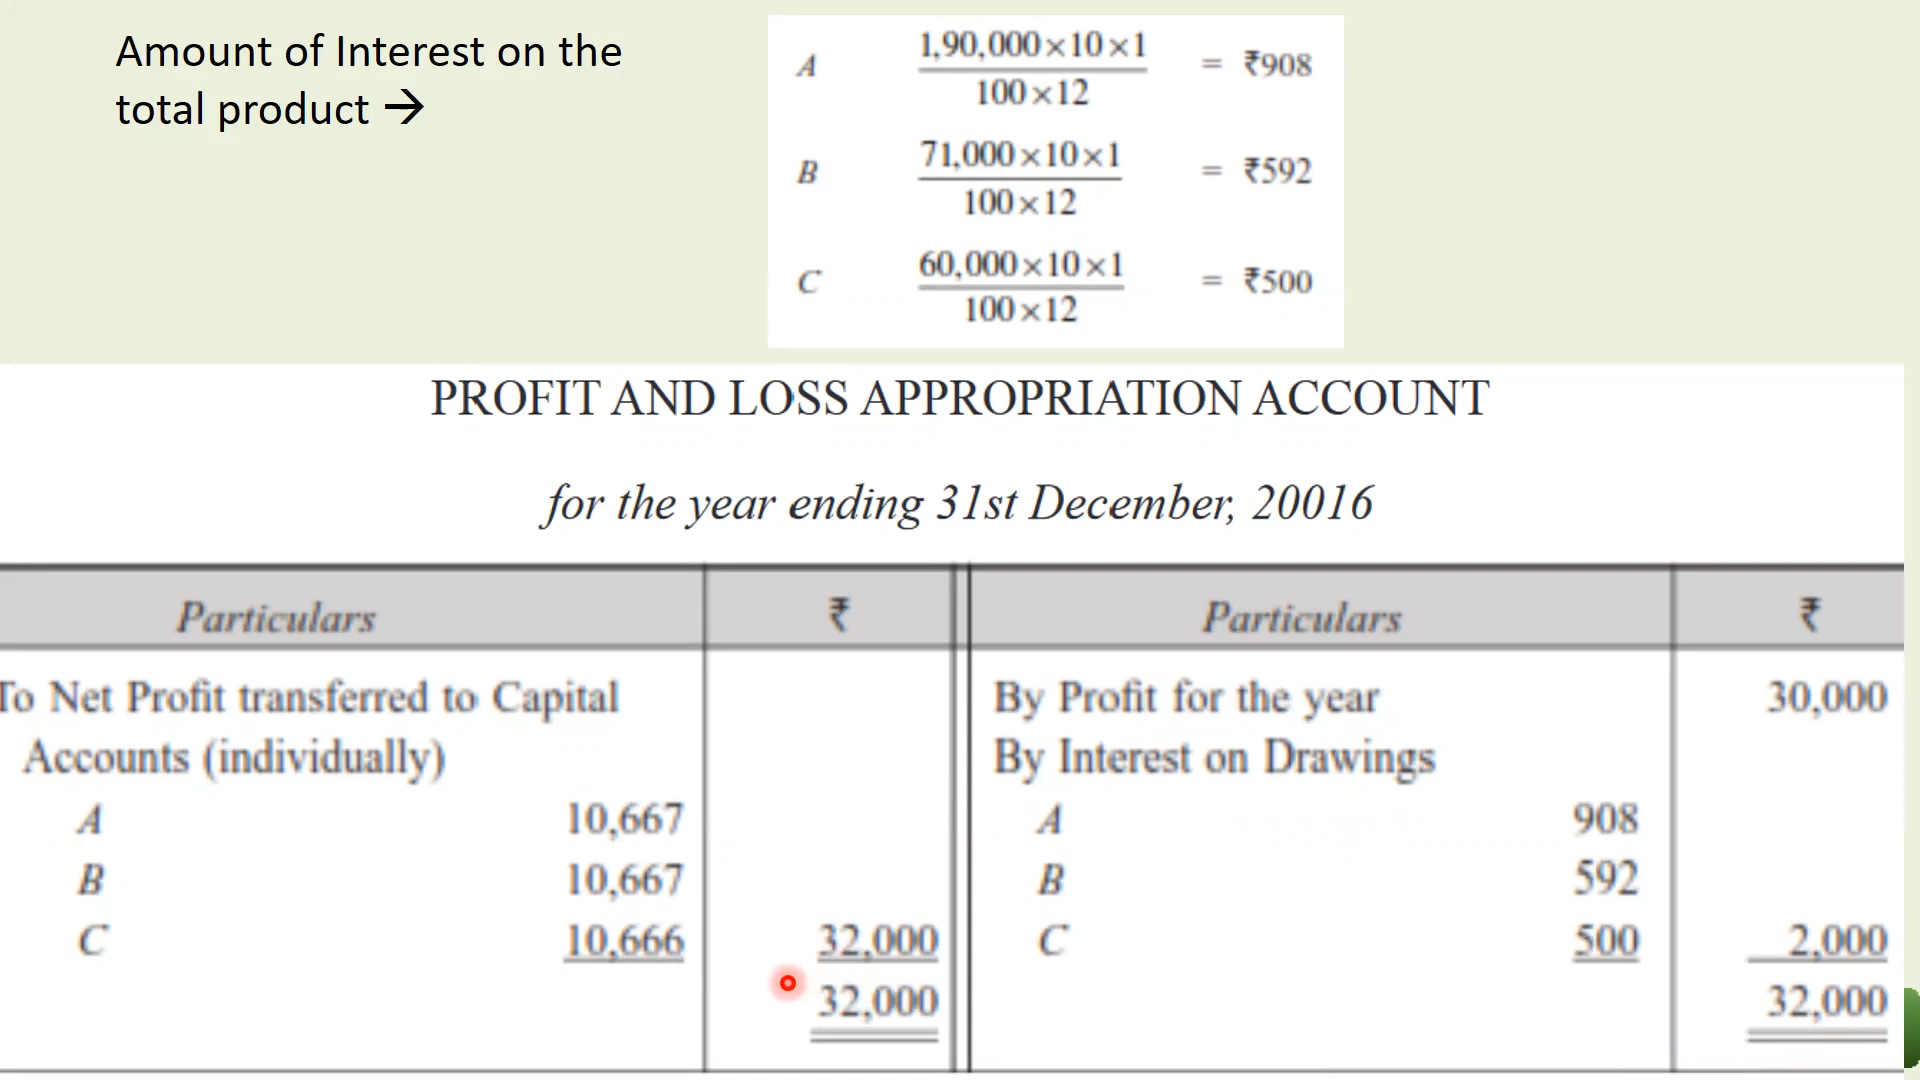 Amount of Interest on the
total product →
A 1,90,000×10×1 = ₹908
100×12
B 71,000×10×1 = ₹592
100×12
C 60,000×10×1 = ₹500
100×12
PROFIT AND LOSS APPROPRIATION ACCOUNT
for the year ending 31st December, 20016
Particulars ₹ Particulars ₹
To Net Profit transferred to Capital By Profit for the year 30,000
Accounts (individually) By Interest on Drawings
A 10,667 A 908
B 10,667 B 592
C 10,666 32,000 C 500 2,000
32,000 32,000